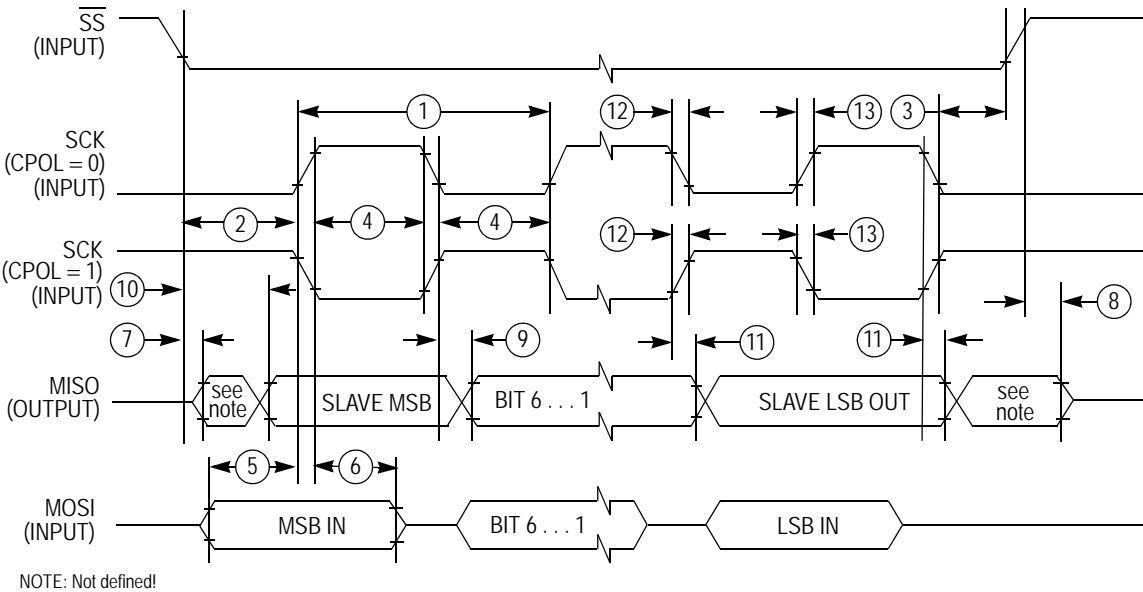 SS
(INPUT)
1
12
13
3
SCK
(CPOL = 0)
(INPUT)
2
4
4
12
13
SCK
(CPOL = 1)
(INPUT)
10
8
7
9
11
11
MISO
(OUTPUT)
see
note
SLAVE MSB
BIT 6 . . . 1
SLAVE LSB OUT
see
note
5
6
MOSI
(INPUT)
MSB IN
BIT 6 . . . 1
LSB IN
NOTE: Not defined!